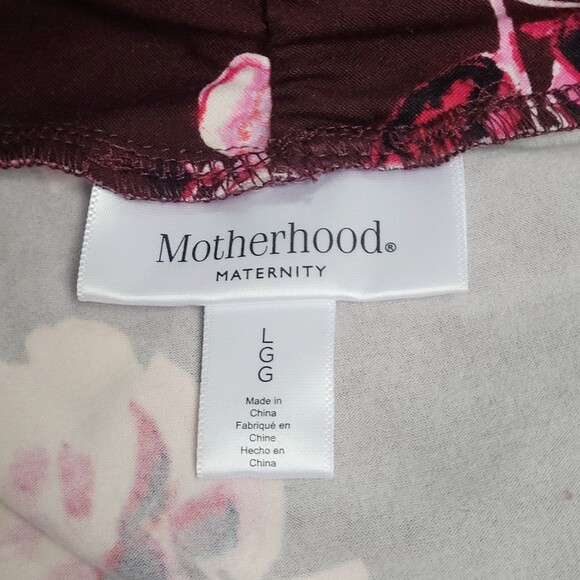 Motherhood®
MATERNITY
L
G
G
Made in
China
Fabriqué en
Chine
Hecho en
China